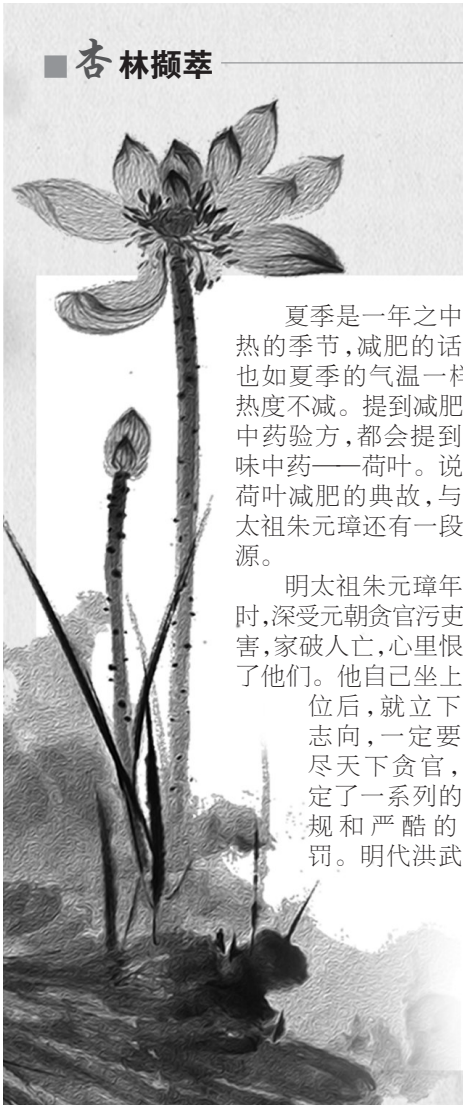 杏林撷萃
夏季是一年之中
热的季节，减肥的话
也如夏季的气温一样
热度不减。提到减肥
中药验方，都会提到
味中药——荷叶。说
荷叶减肥的典故，与
太祖朱元璋还有一段
源。
明太祖朱元璋年
时，深受元朝贪官污吏
害，家破人亡，心里恨
了他们。他自己坐上
位后，就立下
志向，一定要
尽天下贪官，
定了一系列的
规和严酷的
罚。明代洪武